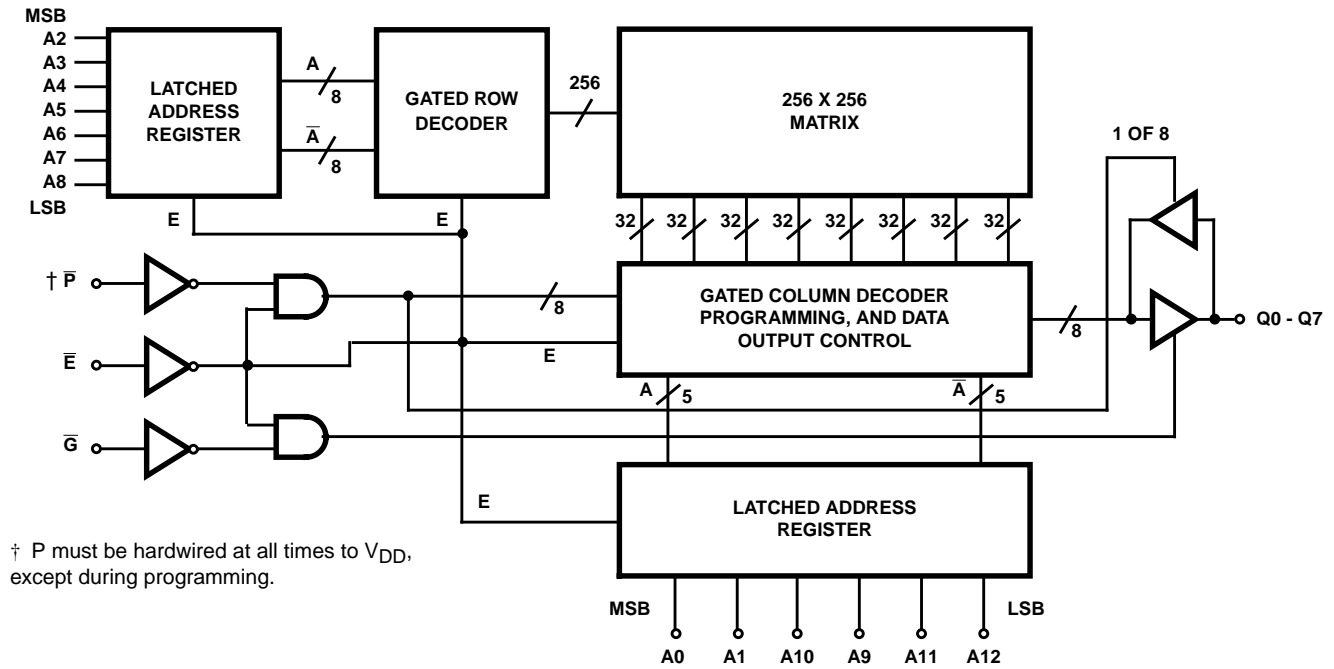 MSB
A2
A3
A4
A5
A6
A7
A8
LSB
LATCHED
ADDRESS
REGISTER
A
8
A̅
8
GATED ROW
DECODER
256
256 X 256
MATRIX
1 OF 8
E
E
32
32
32
32
32
32
32
32
† P̅
8
GATED COLUMN DECODER
PROGRAMMING, AND DATA
OUTPUT CONTROL
8
Q0 - Q7
E̅
E
A
5
A̅
5
G̅
E
LATCHED ADDRESS
REGISTER
† P must be hardwired at all times to VDD,
except during programming.
MSB
LSB
A0
A1
A10
A9
A11
A12